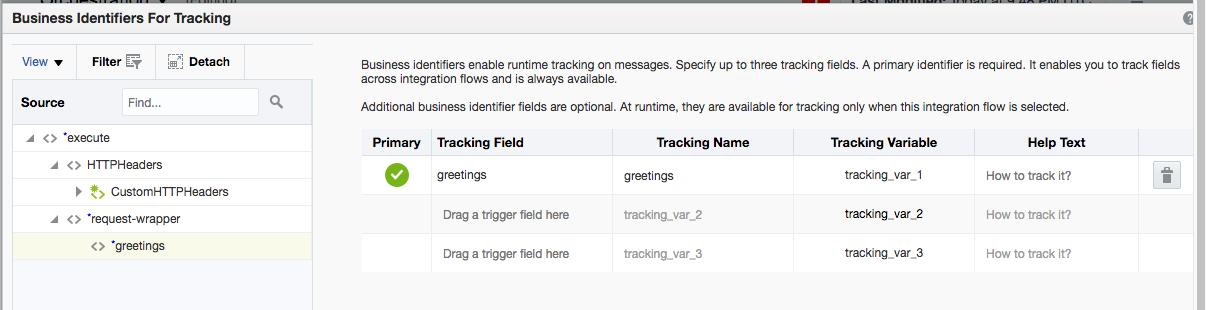 Business Identifiers For Tracking
View Filter Detach
Source Find...
*execute
HTTPHeaders
CustomHTTPHeaders
*request-wrapper
*greetings
Business identifiers enable runtime tracking on messages. Specify up to three tracking fields. A primary identifier is required. It enables you to track fields
across integration flows and is always available.
Additional business identifier fields are optional. At runtime, they are available for tracking only when this integration flow is selected.
Primary Tracking Field Tracking Name Tracking Variable Help Text
greetings greetings tracking_var_1 How to track it?
Drag a trigger field here tracking_var_2 tracking_var_2 How to track it?
Drag a trigger field here tracking_var_3 tracking_var_3 How to track it?